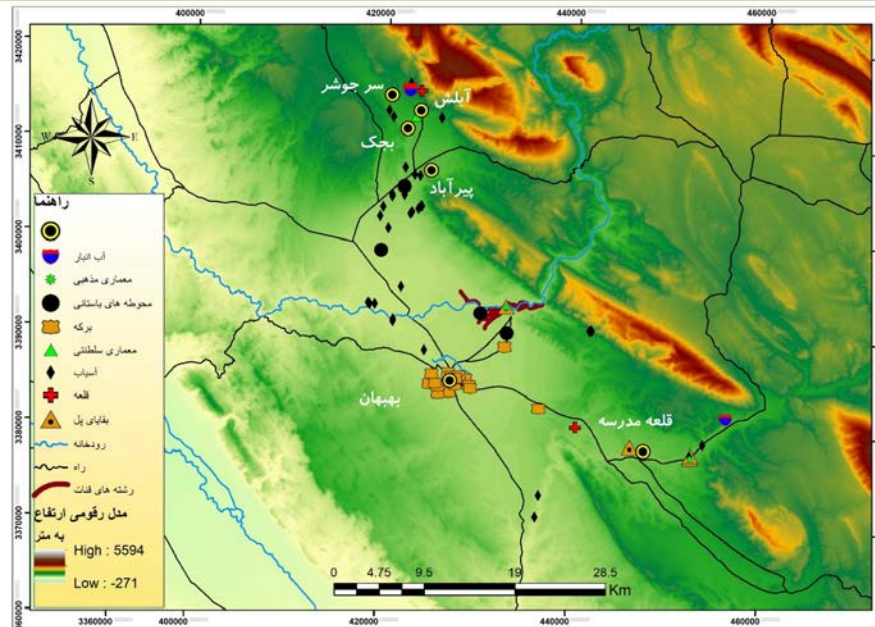 400000 420000 440000 460000
3420000
3410000
3400000
3390000
3380000
3370000
3360000
سر جوشر
آبلش
بجک
پیرآباد
بهبهان
قلعه مدرسه
N
W E
S
راهنما
آب انبار
معماری مذهبی
محوطه های باستانی
برکه
معماری سلطنتی
آسیاب
قلعه
بقایای پل
رودخانه
راه
رشته های قنات
مدل رقومی ارتفاع
به متر
High : 5594
Low : -271
0 4.75 9.5 19 28.5
Km
3360000 400000 420000 440000 460000